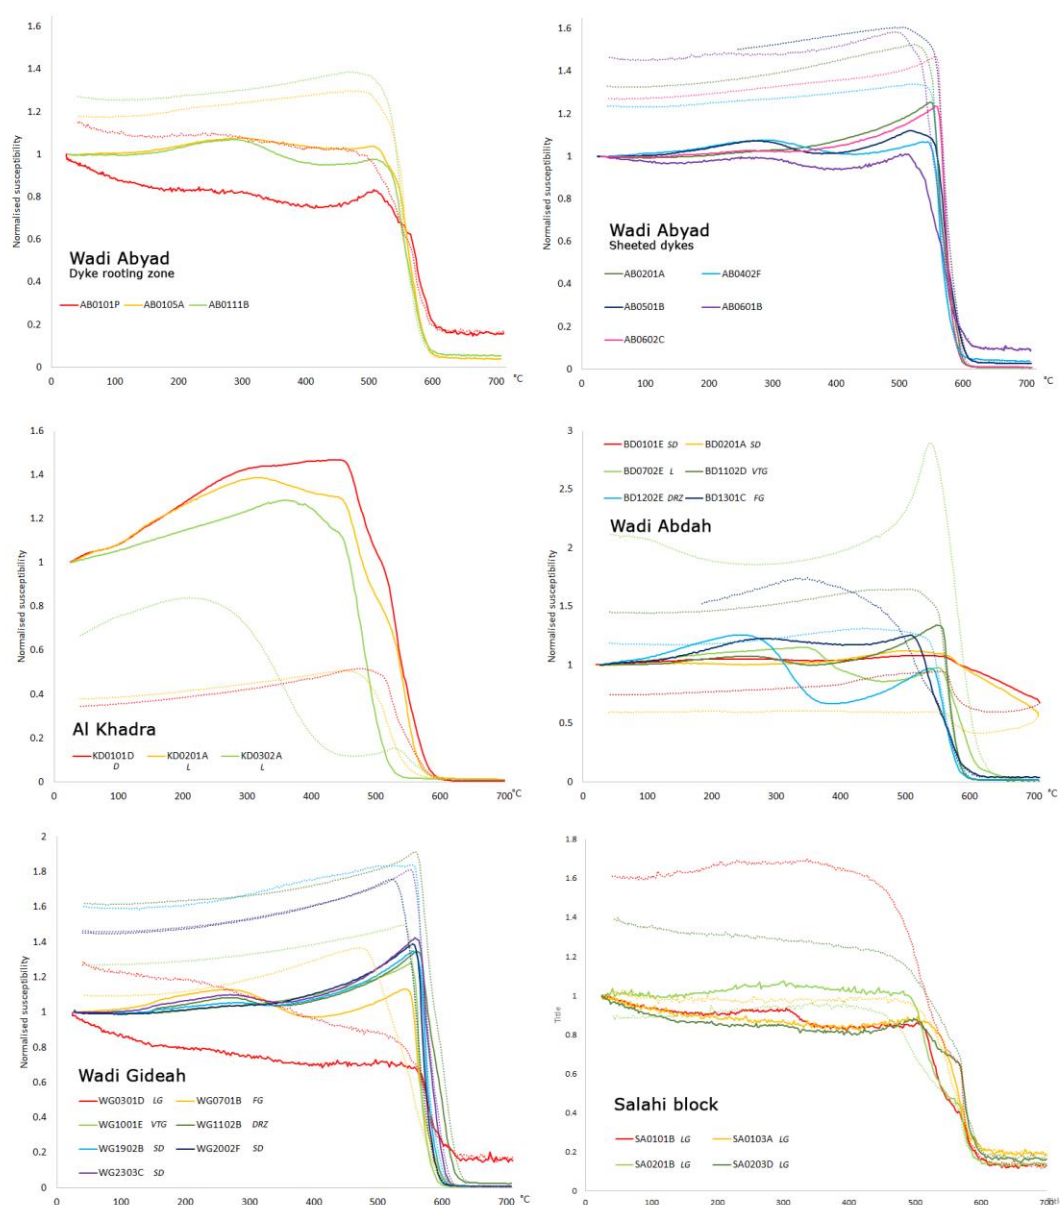 1.6
1.4
1.2
1
0.8
0.6
0.4
0.2
0
Normalised susceptibility
Wadi Abyad
Dyke rooting zone
AB0101P AB0105A AB0111B
0 100 200 300 400 500 600 700 °C
1.6
1.4
1.2
1
0.8
0.6
0.4
0.2
0
Normalised susceptibility
Wadi Abyad
Sheeted dykes
AB0201A AB0402F
AB0501B AB0601B
AB0602C
0 100 200 300 400 500 600 700 °C
1.6
1.4
1.2
1
0.8
0.6
0.4
0.2
0
Normalised susceptibility
Al Khadra
KD0101D KD0201A KD0302A
D L L
0 100 200 300 400 500 600 700 °C
3
2.5
2
1.5
1
0.5
0
Normalised susceptibility
BD0101E SD BD0201A SD
BD0702E L BD1102D VTG
BD1202E DRZ BD1301C FG
Wadi Abdah
0 100 200 300 400 500 600 700 °C
2
1.8
1.6
1.4
1.2
1
0.8
0.6
0.4
0.2
0
Normalised susceptibility
Wadi Gideah
WG0301D LG WG0701B FG
WG1001E VTG WG1102B DRZ
WG1902B SD WG2002F SD
WG2303C SD
0 100 200 300 400 500 600 700 °C
1.8
1.6
1.4
1.2
1
0.8
0.6
0.4
0.2
0
Title
Salahi block
SA0101B LG SA0103A LG
SA0201B LG SA0203D LG
0 100 200 300 400 500 600 700